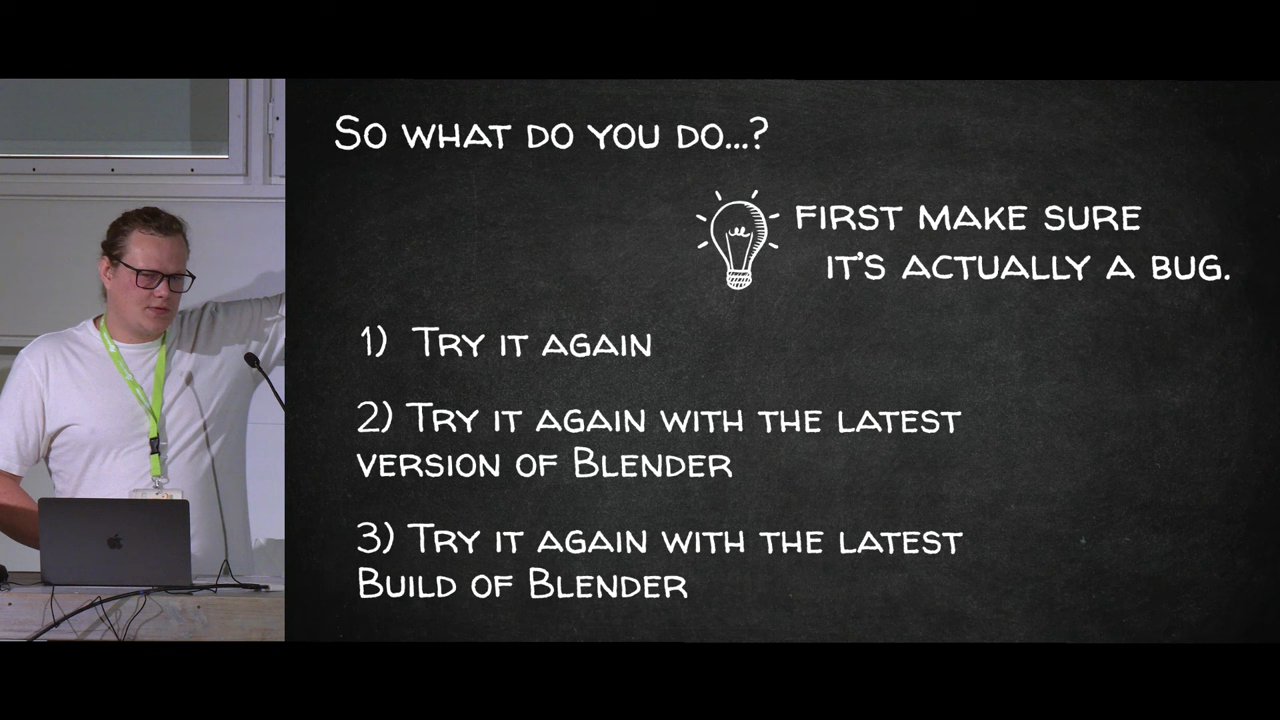 So what do you do...?
First make sure
it's actually a bug.
1) Try it again
2) Try it again with the latest
version of Blender
3) Try it again with the latest
Build of Blender